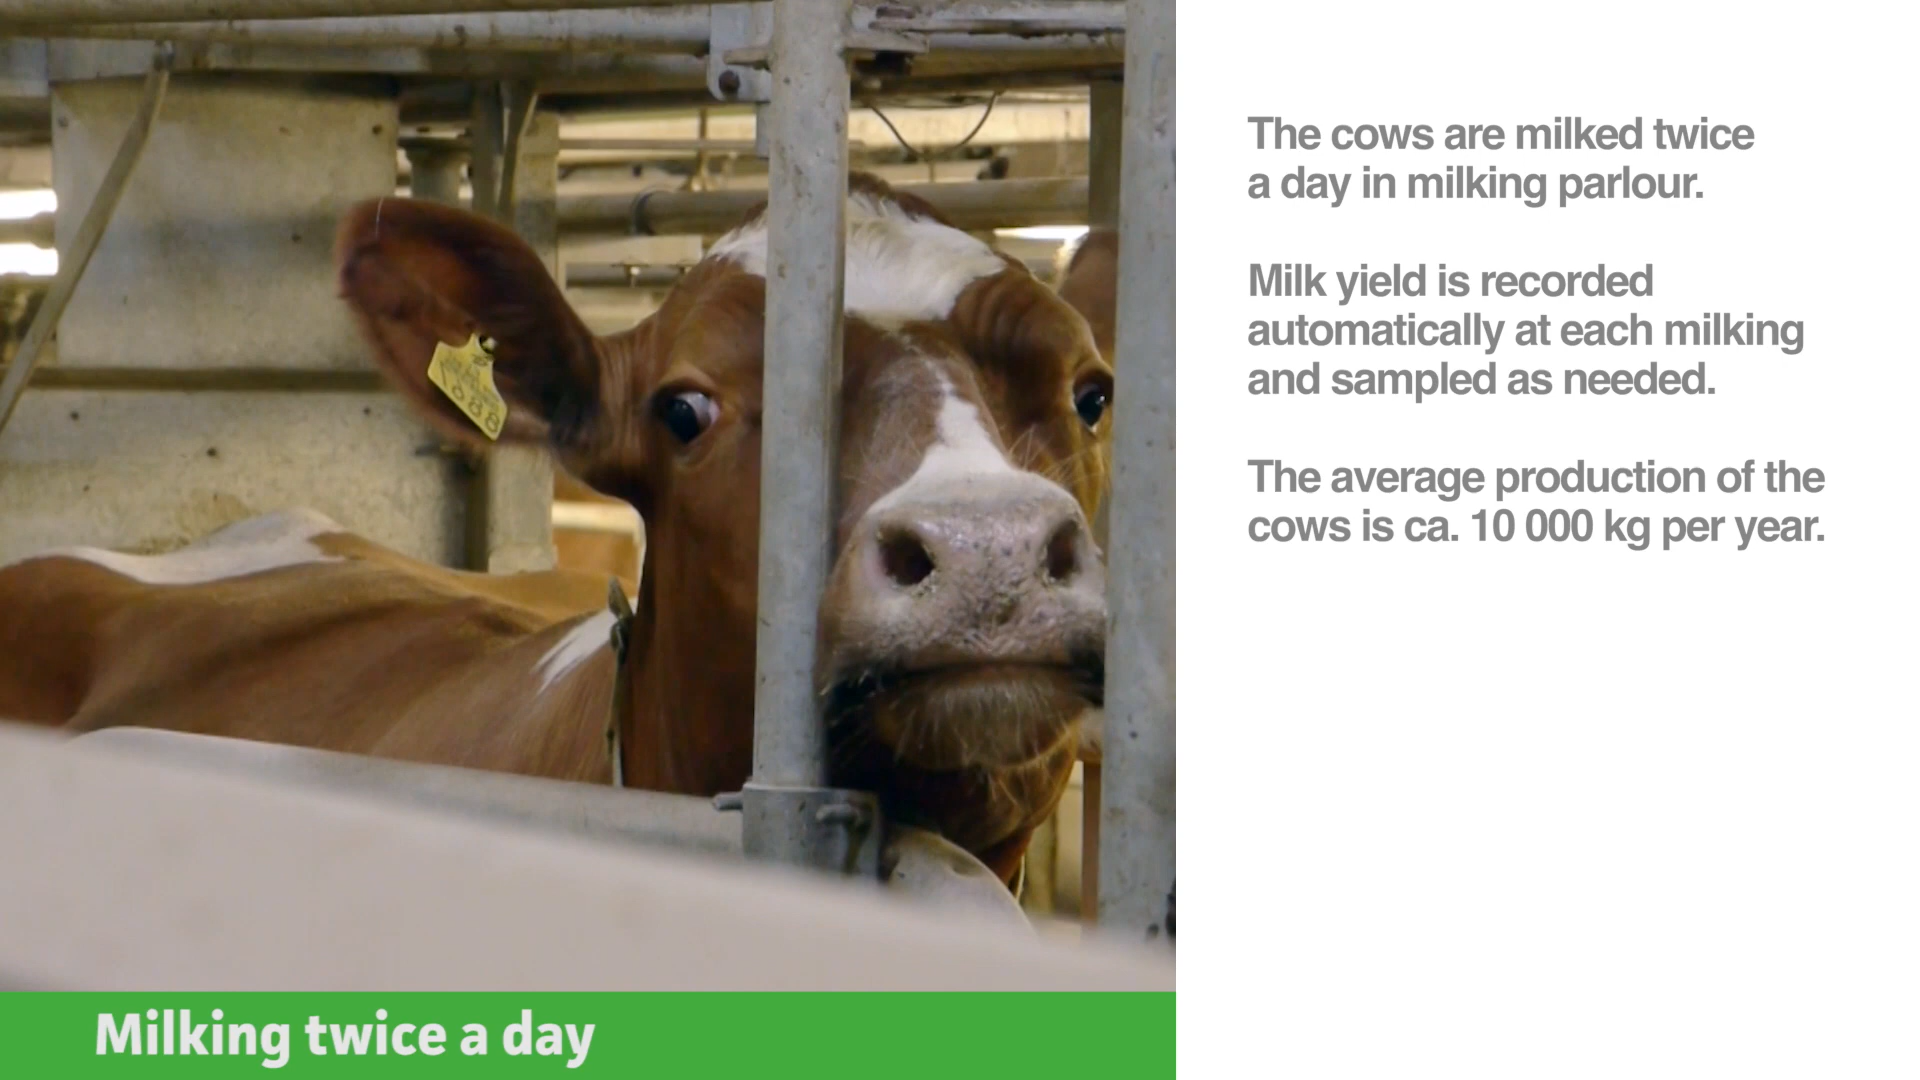 The cows are milked twice
a day in milking parlour.
Milk yield is recorded
automatically at each milking
and sampled as needed.
The average production of the
cows is ca. 10 000 kg per year.
Milking twice a day